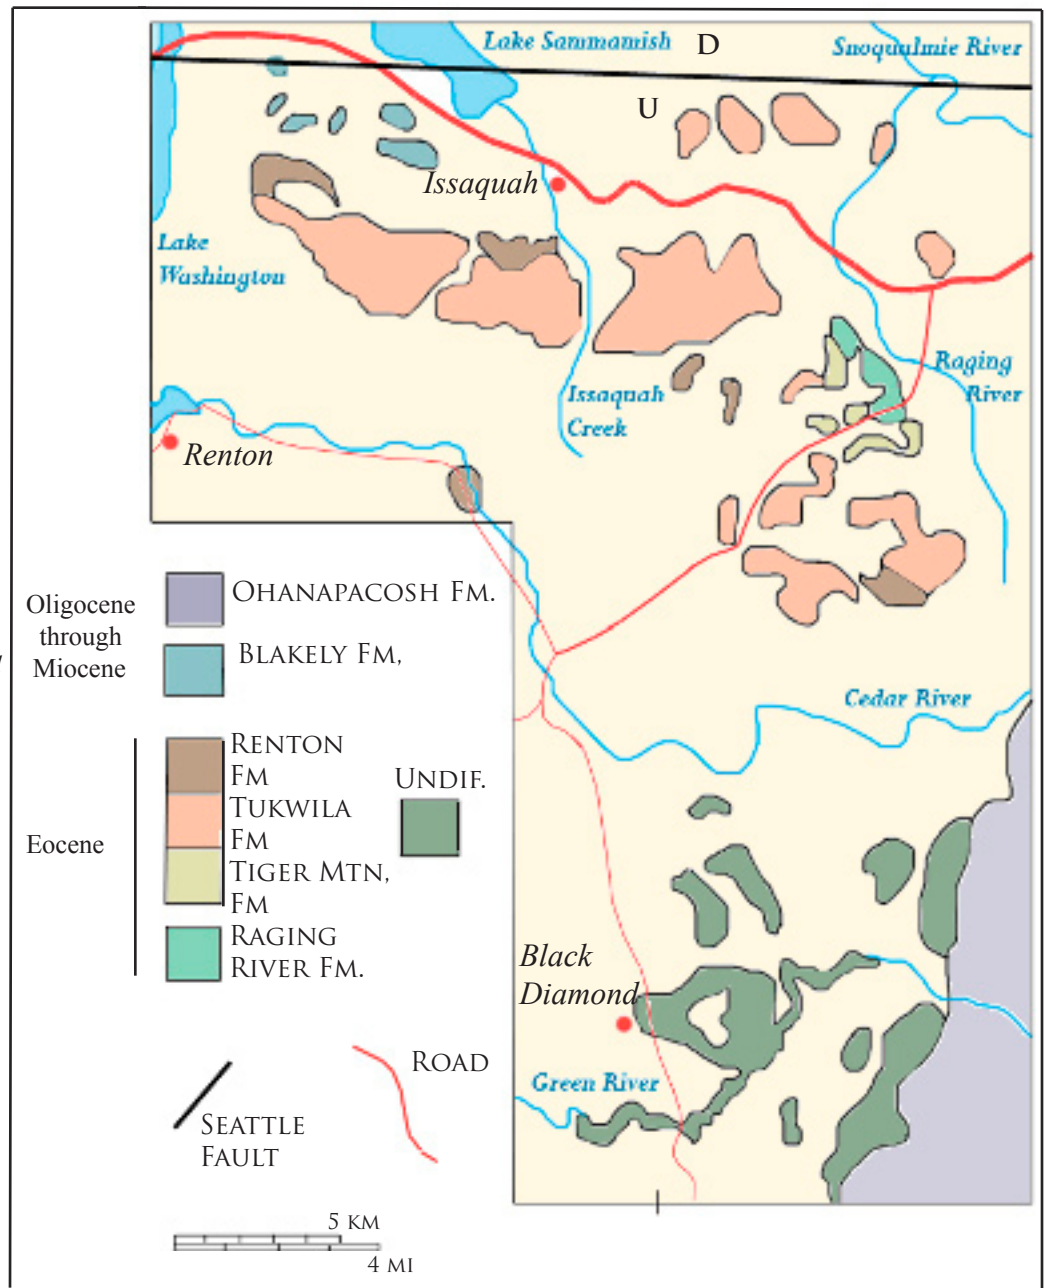 Lake Sammamish
D
Snoqualmie River
U
Issaquah
Lake
Washington
Raging
River
Issaquah
Creek
Renton
Oligocene
through
Miocene
OHANAPACOSH FM.
BLAKELY FM,
Cedar River
RENTON
FM
UNDIF.
TUKWILA
FM
Eocene
TIGER MTN,
FM
RAGING
RIVER FM.
Black
Diamond
ROAD
Green River
SEATTLE
FAULT
5 KM
4 MI